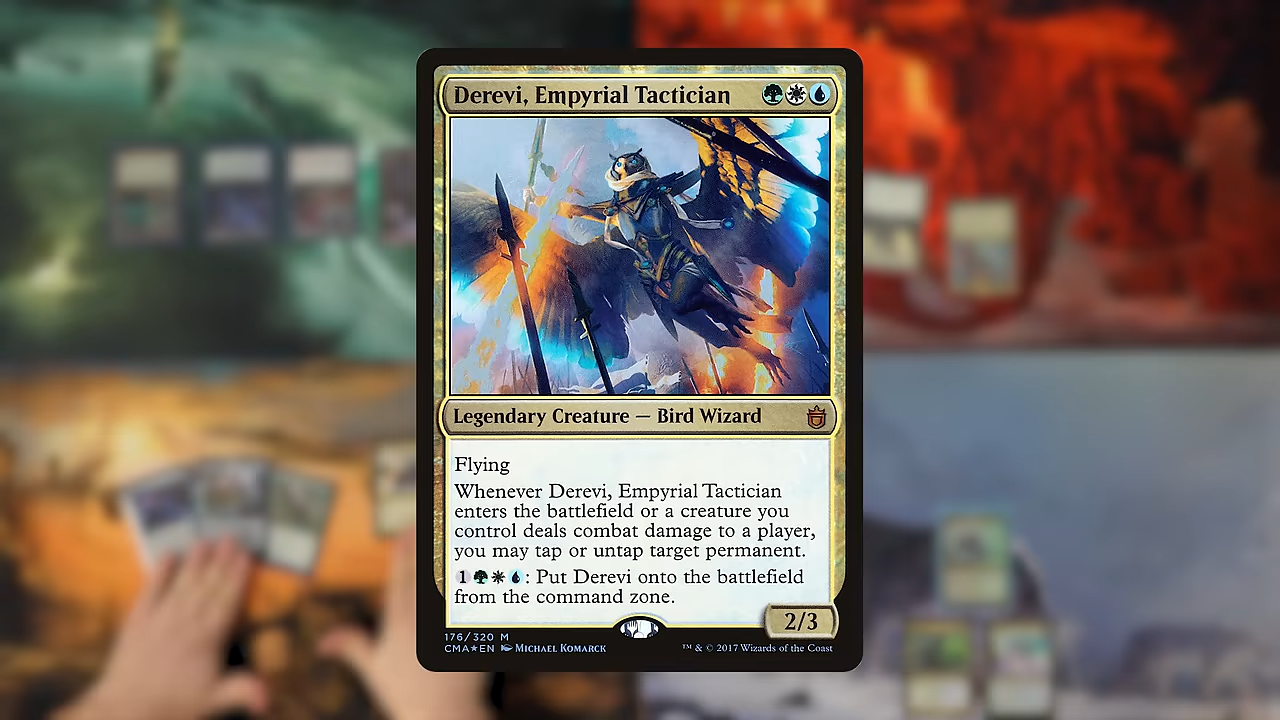 Derevi, Empyrial Tactician
Legendary Creature — Bird Wizard
Flying
Whenever Derevi, Empyrial Tactician
enters the battlefield or a creature you
control deals combat damage to a player,
you may tap or untap target permanent.
1: Put Derevi onto the battlefield
from the command zone.
2/3
176/320 M
CMA★EN Michael Komarck
™ & © 2017 Wizards of the Coast